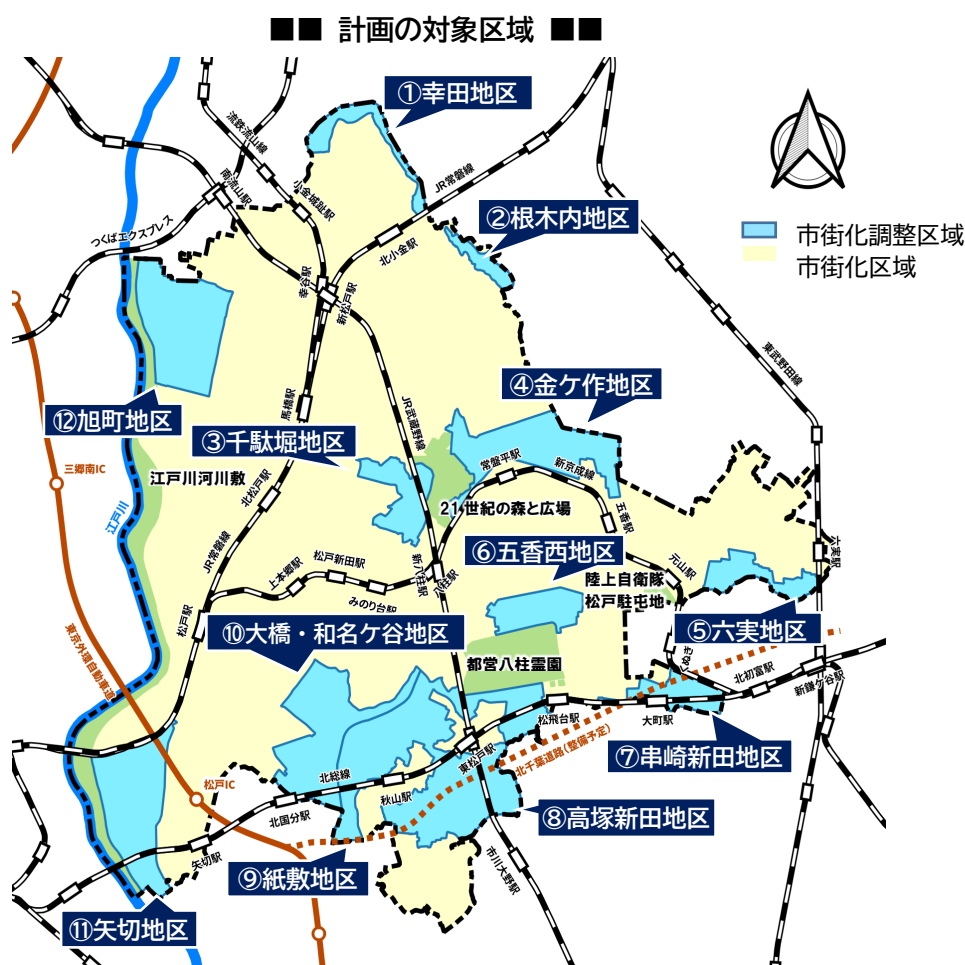 ■■ 計画の対象区域 ■■
①幸田地区
流鉄流山線
南流山駅
小金城趾駅
JR常磐線
②根木内地区
市街化調整区域
市街化区域
つくばエクスプレス
北小金駅
幸谷駅
新松戸駅
東武野田線
④金ケ作地区
⑫旭町地区
馬橋駅
JR武蔵野線
③千駄堀地区
三郷南IC
江戸川河川敷
北松戸駅
常盤平駅
新京成線
21世紀の森と広場
五香駅
江戸川
⑥五香西地区
六実駅
JR常磐線
松戸新田駅
新八柱駅
八柱駅
元山駅
上本郷駅
陸上自衛隊
松戸駐屯地
みのり台駅
松戸駅
⑩大橋・和名ケ谷地区
⑤六実地区
東京外環自動車道
都営八柱霊園
くぬぎ
北初富駅
新鎌ケ谷駅
松飛台駅
大町駅
東松戸駅
北千葉道路(整備予定)
⑦串崎新田地区
松戸IC
北総線
秋山駅
北国分駅
⑧高塚新田地区
矢切駅
⑨紙敷地区
市川大野駅
⑪矢切地区